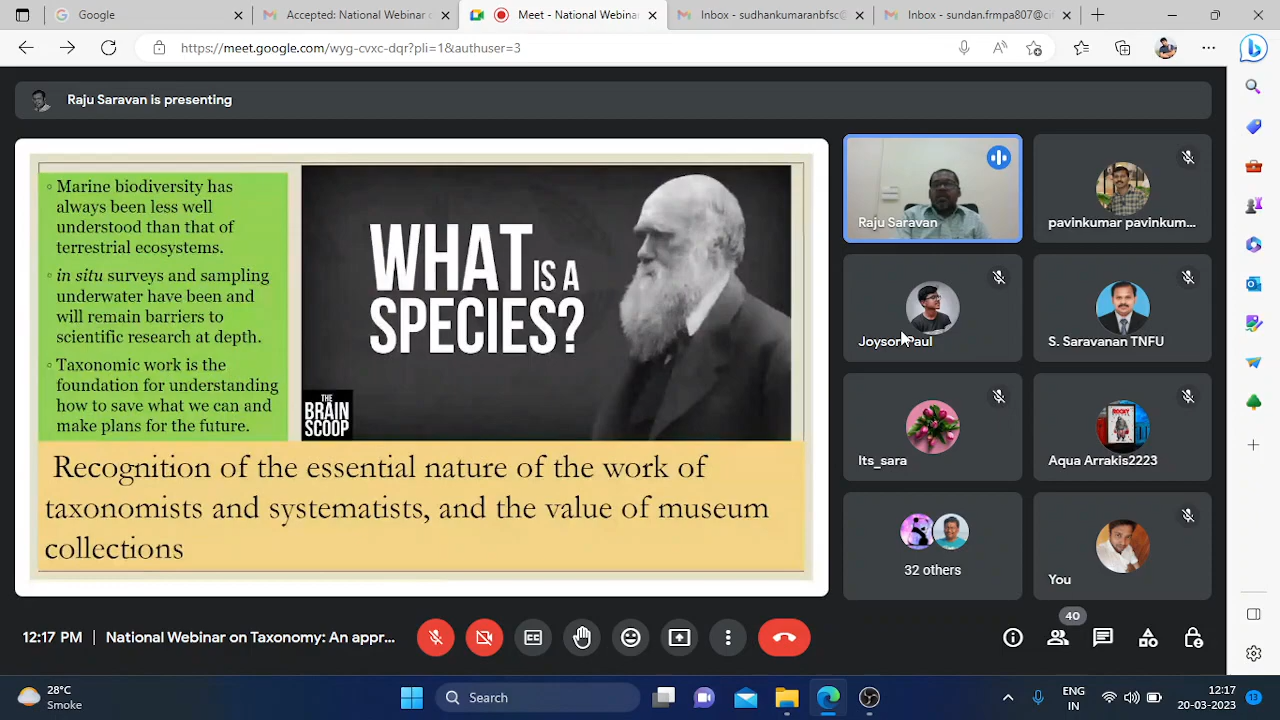 Google
Accepted: National Webinar c
Meet - National Webinar
Inbox - sudhankumaranbfsc@
Inbox - sundan.frmpa807@ci
https://meet.google.com/wyg-cvxc-dqr?pli=1&authuser=3
Raju Saravan is presenting
Marine biodiversity has
always been less well
understood than that of
terrestrial ecosystems.
in situ surveys and sampling
underwater have been and
will remain barriers to
scientific research at depth.
Taxonomic work is the
foundation for understanding
how to save what we can and
make plans for the future.
WHAT IS A
SPECIES?
THE
BRAIN
SCOOP
Recognition of the essential nature of the work of
taxonomists and systematists, and the value of museum
collections
Raju Saravan
pavinkumar pavinkum...
Joyson Paul
S. Saravanan TNFU
Its_sara
Aqua Arrakis2223
32 others
You
12:17 PM | National Webinar on Taxonomy: An appr...
40
28°C
Smoke
Search
ENG
IN
12:17
20-03-2023
13